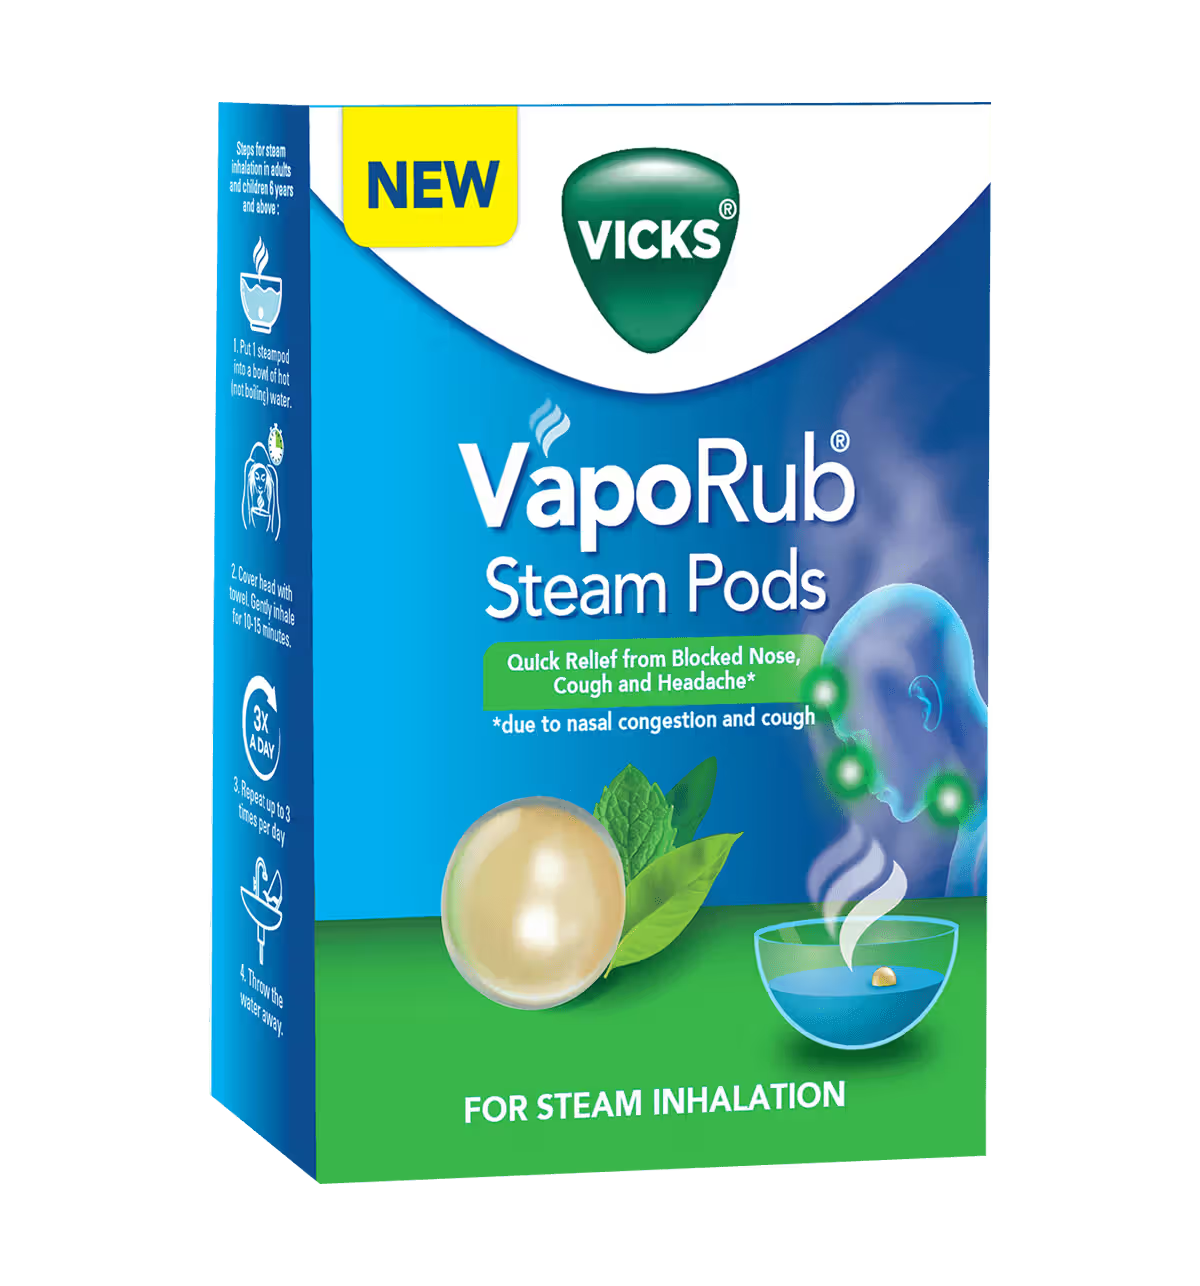 Steps for steam
inhalation in adults
and children 6 years
and above :
1. Put 1 steampod
into a bowl of hot
(not boiling) water.
2. Cover head with
towel. Gently inhale
for 10-15 minutes.
3X
A DAY
3. Repeat up to 3
times per day
4. Throw the
water away.
NEW
VICKS®
VapoRub®
Steam Pods
Quick Relief from Blocked Nose,
Cough and Headache*
*due to nasal congestion and cough
FOR STEAM INHALATION